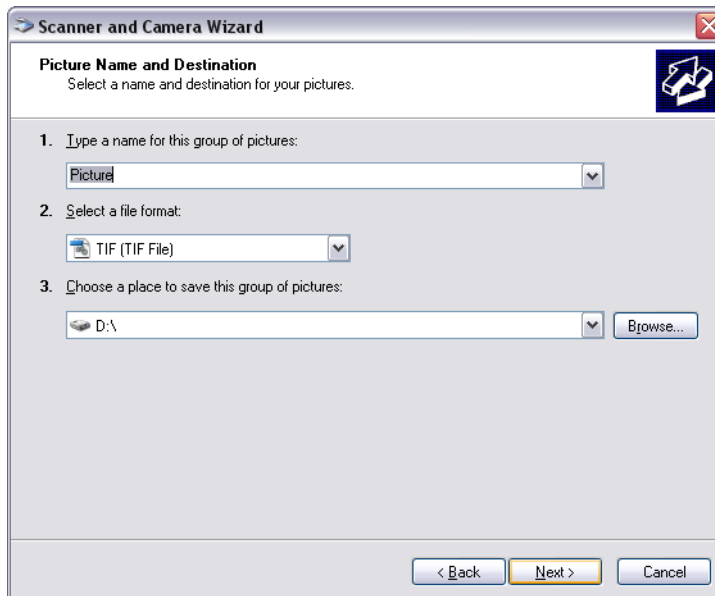 Scanner and Camera Wizard
Picture Name and Destination
Select a name and destination for your pictures.
1. Type a name for this group of pictures:
Picture
2. Select a file format:
TIF (TIF File)
3. Choose a place to save this group of pictures:
D:\ Browse...
< Back Next > Cancel